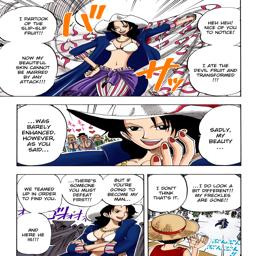 HEH HEH!
NICE OF YOU
TO NOTICE!
I ATE THE
DEVIL FRUIT AND
TRANSFORMED
!!!
I PARTOOK
OF THE
SLIP-SLIP
FRUIT!!
NOW MY
BEAUTIFUL
SKIN CANNOT
BE MARRED
BY ANY
ATTACK!!!
SADLY,
MY
BEAUTY
...
...WAS
BARELY
ENHANCED.
HOWEVER,
AS YOU
SAID...
...I DO LOOK A
BIT DIFFERENT!!
MY FRECKLES
ARE GONE!!
I DON'T
THINK
THAT'S IT.
BUT IF
YOU'RE
GOING TO
BECOME MY
MAN...
...THERE'S
SOMEONE
YOU MUST
DEFEAT
FIRST!!
WE TEAMED
UP IN
ORDER TO
FIND YOU.
AND
HERE HE
IS!!!